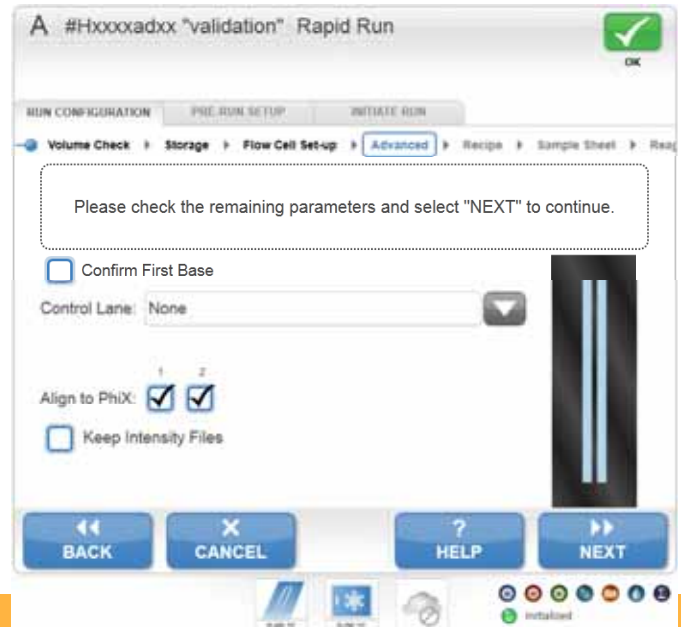 A #Hxxxxadxx "validation" Rapid Run
OK
RUN CONFIGURATION PRE-RUN SETUP INITIATE RUN
Volume Check Storage Flow Cell Set-up Advanced Recipe Sample Sheet Reag
Please check the remaining parameters and select "NEXT" to continue.
Confirm First Base
Control Lane: None
1 2
Align to PhiX:
Keep Intensity Files
BACK CANCEL ? HELP NEXT
initialized